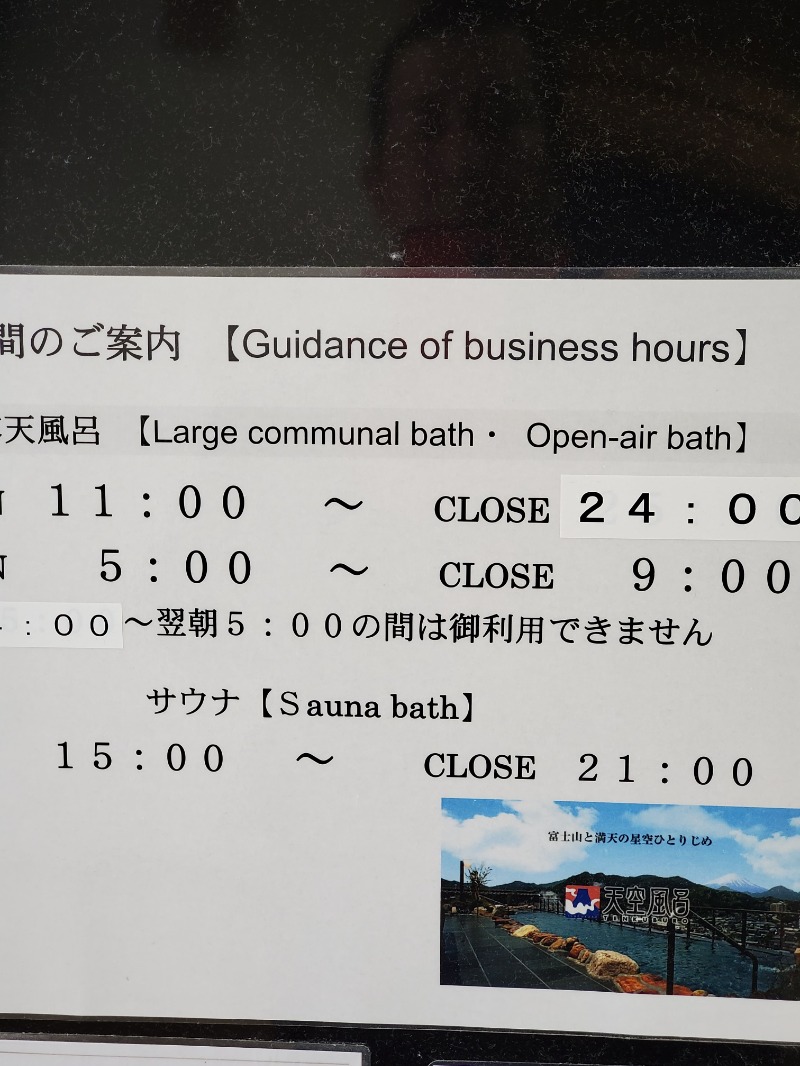 間のご案内 【Guidance of business hours】
天風呂 【Large communal bath・ Open-air bath】
11:00 ～ CLOSE 24:00
5:00 ～ CLOSE 9:00
:00～翌朝5:00の間は御利用できません
サウナ【Sauna bath】
15:00 ～ CLOSE 21:00
富士山と満天の星空ひとりじめ
天空風呂
TENKUBURO